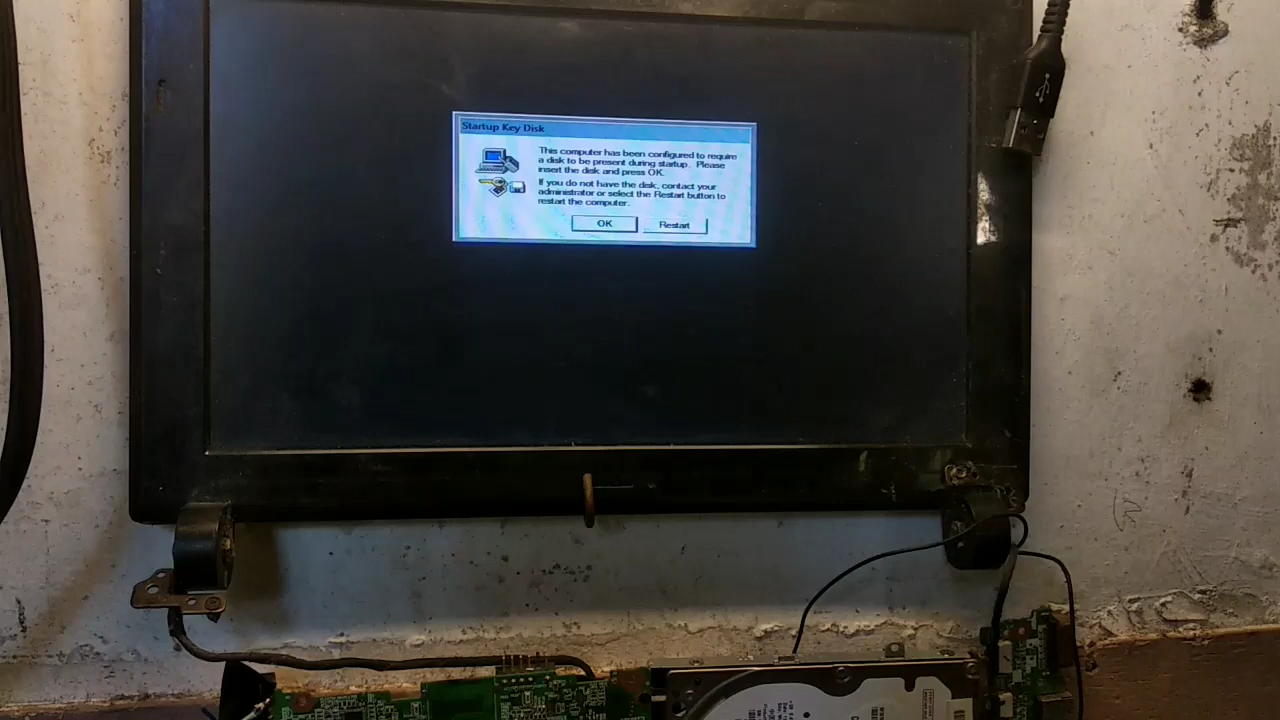 Startup Key Disk
This computer has been configured to require
a disk to be present during startup. Please
insert the disk and press OK.
If you do not have the disk, contact your
administrator or select the Restart button to
restart the computer.
OK
Restart